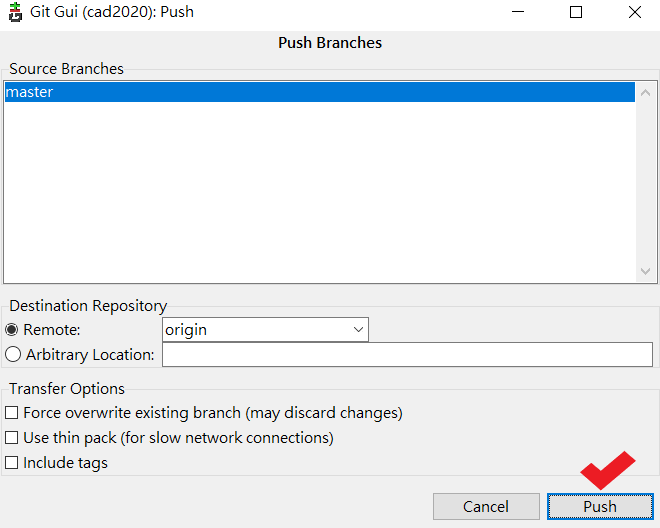 Git Gui (cad2020): Push
Push Branches
Source Branches
master
Destination Repository
Remote:
origin
Arbitrary Location:
Transfer Options
Force overwrite existing branch (may discard changes)
Use thin pack (for slow network connections)
Include tags
Cancel
Push